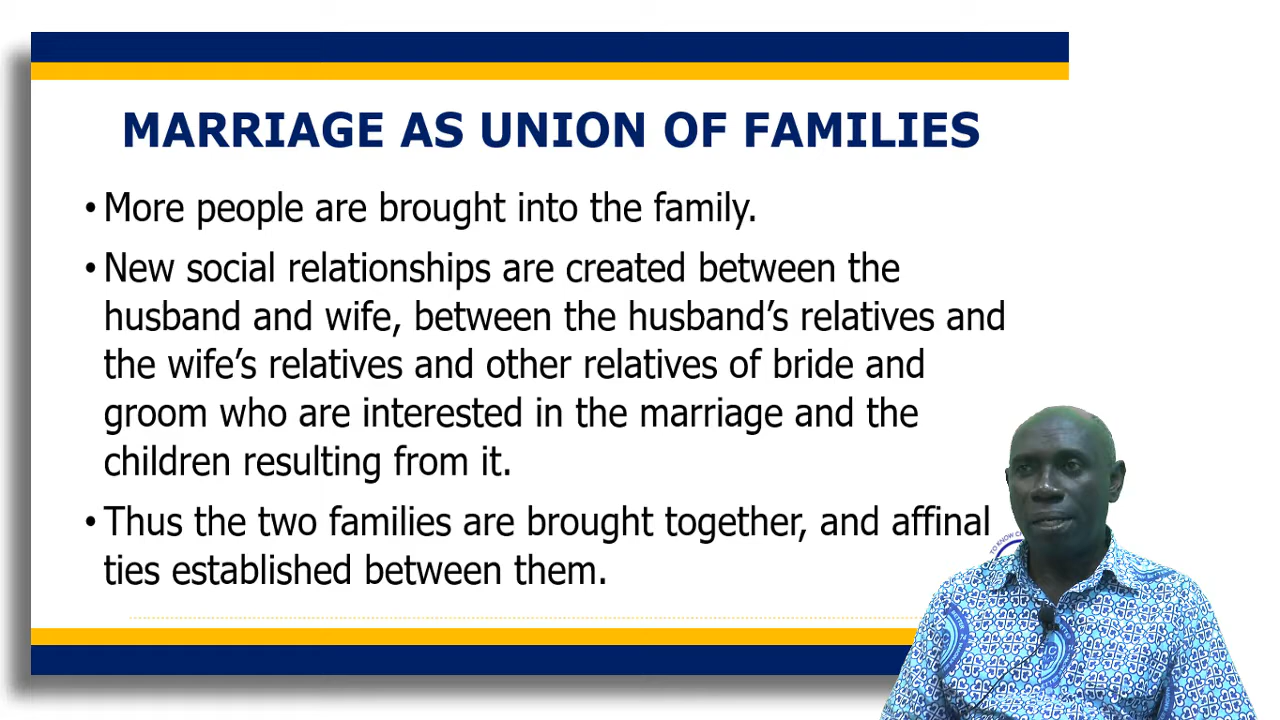 MARRIAGE AS UNION OF FAMILIES
• More people are brought into the family.
• New social relationships are created between the
husband and wife, between the husband’s relatives and
the wife’s relatives and other relatives of bride and
groom who are interested in the marriage and the
children resulting from it.
• Thus the two families are brought together, and affinal
ties established between them.
TO KNOW